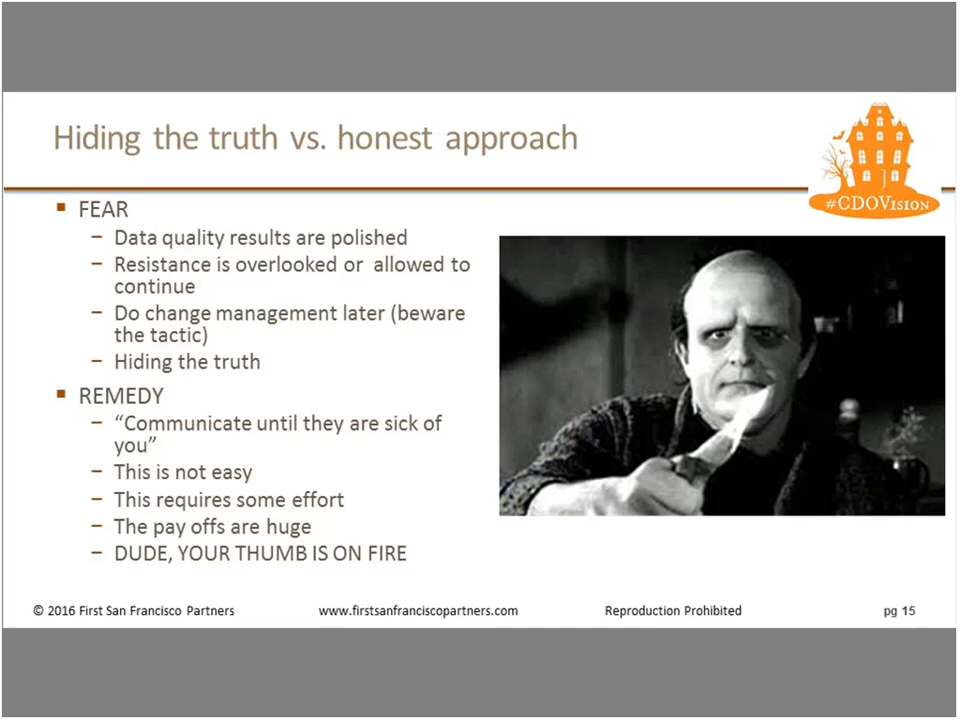 Hiding the truth vs. honest approach
#CDOVISION
▪ FEAR
– Data quality results are polished
– Resistance is overlooked or allowed to
continue
– Do change management later (beware
the tactic)
– Hiding the truth
▪ REMEDY
– “Communicate until they are sick of
you”
– This is not easy
– This requires some effort
– The pay offs are huge
– DUDE, YOUR THUMB IS ON FIRE
© 2016 First San Francisco Partners www.firstsanfranciscopartners.com Reproduction Prohibited pg 15